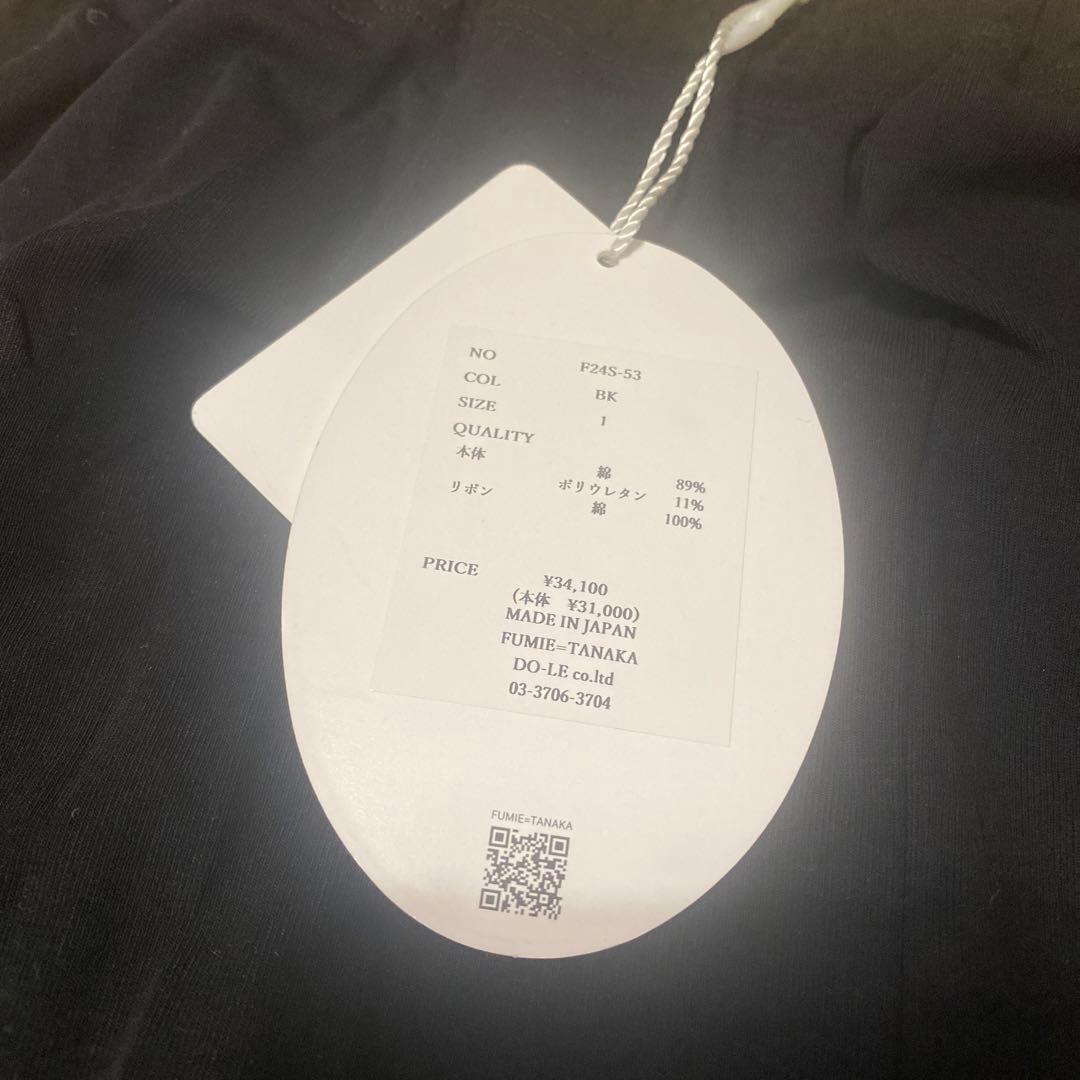 NO F24S-53
COL BK
SIZE 1
QUALITY
本体 綿 89%
ポリウレタン 11%
リボン 綿 100%
PRICE ¥34,100
(本体 ¥31,000)
MADE IN JAPAN
FUMIE=TANAKA
DO-LE co.ltd
03-3706-3704
FUMIE=TANAKA